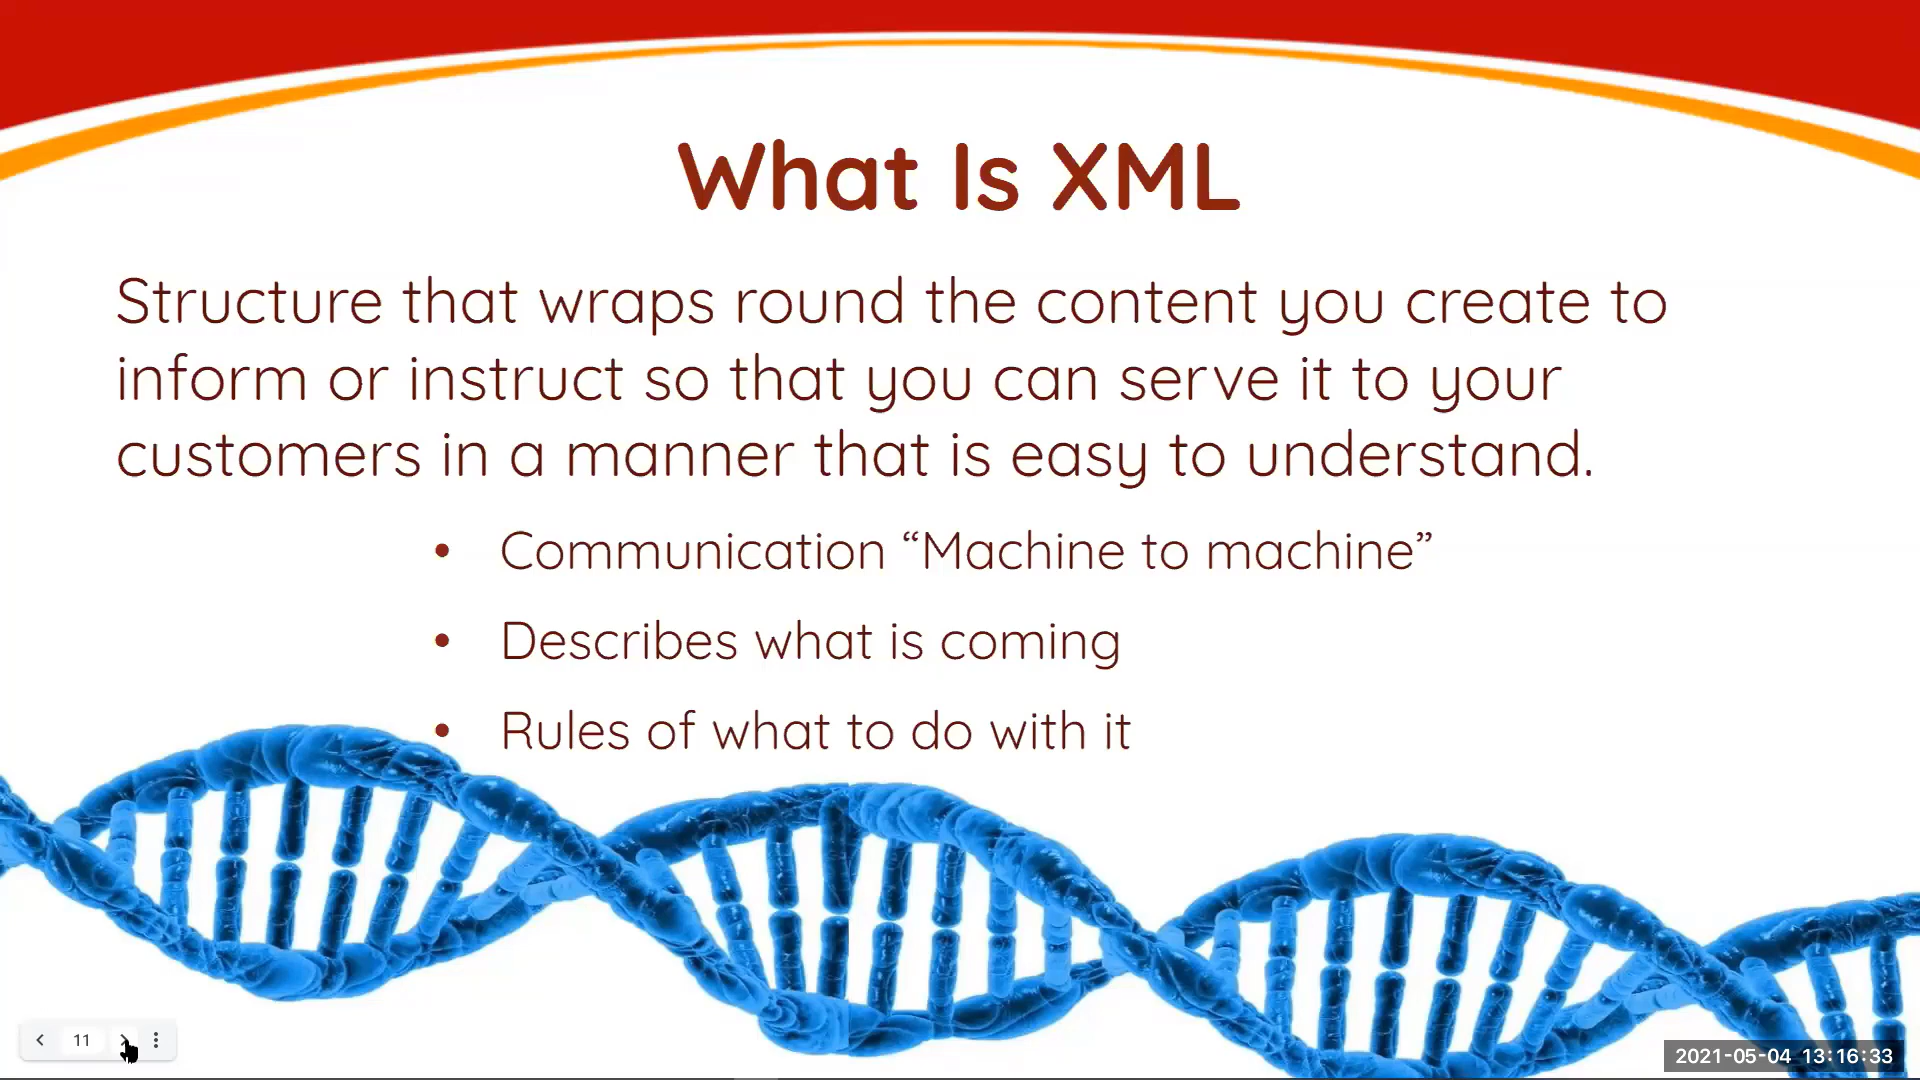 What Is XML
Structure that wraps round the content you create to
inform or instruct so that you can serve it to your
customers in a manner that is easy to understand.
• Communication “Machine to machine”
• Describes what is coming
• Rules of what to do with it
11
2021-05-04 13:16:33